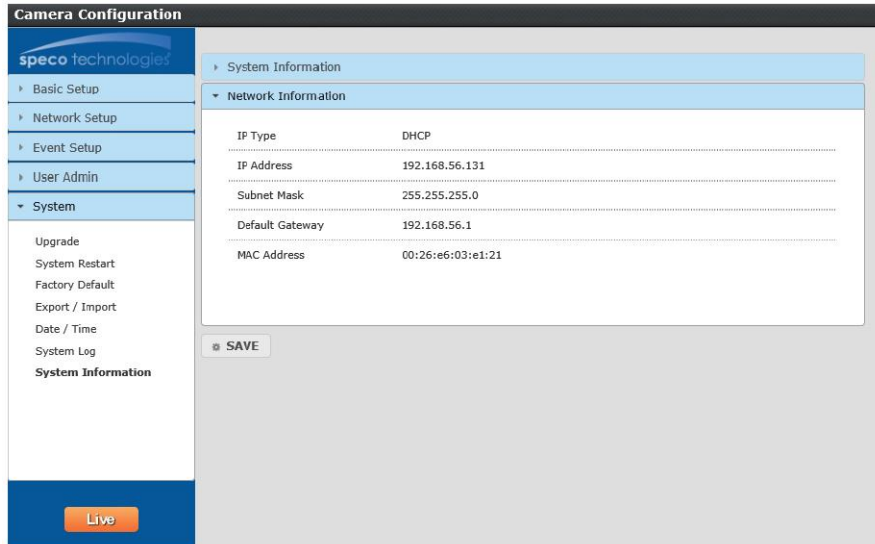 Camera Configuration
speco technologies
Basic Setup
Network Setup
Event Setup
User Admin
System
Upgrade
System Restart
Factory Default
Export / Import
Date / Time
System Log
System Information
Live
System Information
Network Information
IP Type DHCP
IP Address 192.168.56.131
Subnet Mask 255.255.255.0
Default Gateway 192.168.56.1
MAC Address 00:26:e6:03:e1:21
SAVE